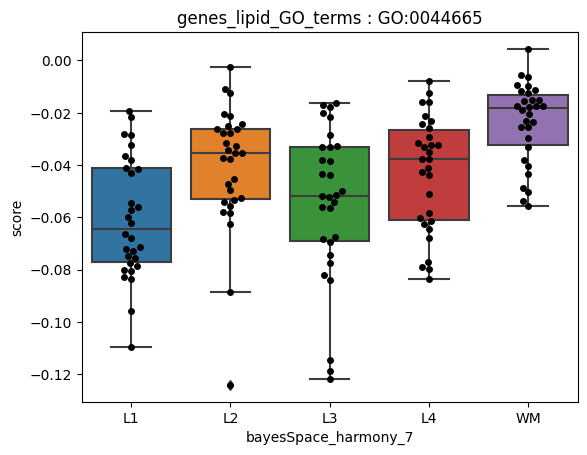 genes_lipid_GO_terms : GO:0044665
0.00
−0.02
−0.04
−0.06
−0.08
−0.10
−0.12
score
L1 L2 L3 L4 WM
bayesSpace_harmony_7